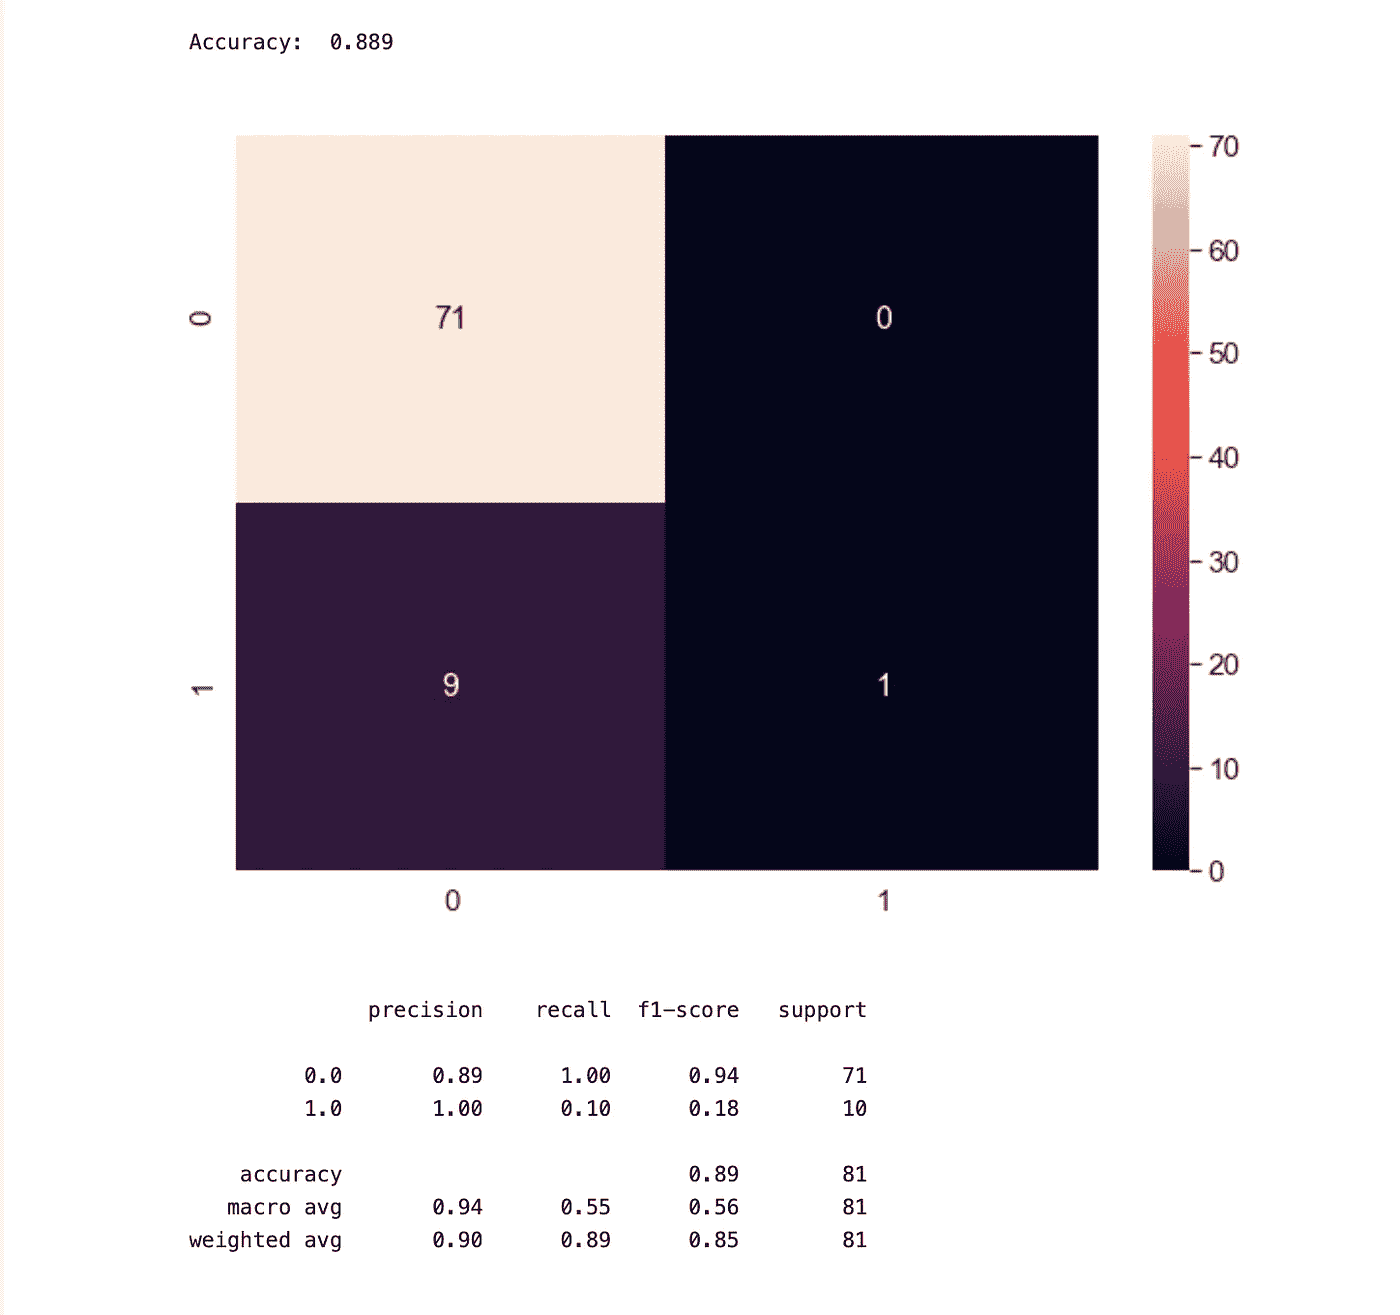 Accuracy:  0.889
70
71 0
60
50
40
30
20
10
0
0
1
9 1
0 1
precision recall f1-score support
0.0 0.89 1.00 0.94 71
1.0 1.00 0.10 0.18 10
accuracy 0.89 81
macro avg 0.94 0.55 0.56 81
weighted avg 0.90 0.89 0.85 81